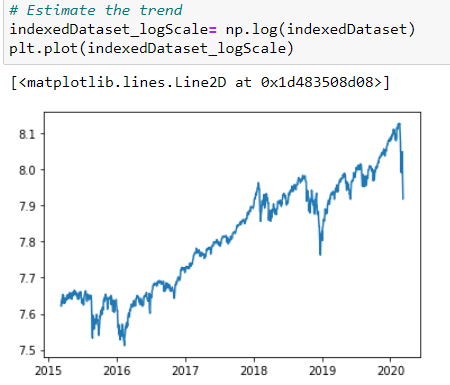 # Estimate the trend
indexedDataset_logScale= np.log(indexedDataset)
plt.plot(indexedDataset_logScale)
[<matplotlib.lines.Line2D at 0x1d483508d08>]
8.1
8.0
7.9
7.8
7.7
7.6
7.5
2015 2016 2017 2018 2019 2020